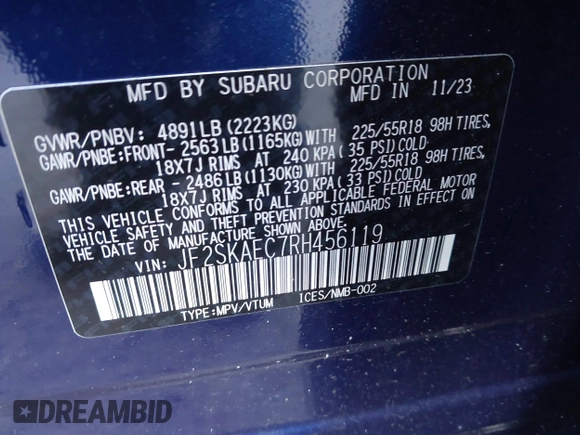 MFD BY SUBARU CORPORATION
MFD IN 11/23
GVWR/PNBV: 4891LB (2223KG)
GAWR/PNBE:FRONT- 2563LB (1165KG)WITH 225/55R18 98H TIRES,
18X7J RIMS AT 240 KPA( 35 PSI)COLD
GAWR/PNBE:REAR - 2486LB (1130KG)WITH 225/55R18 98H TIRES,
18X7J RIMS AT 230 KPA( 33 PSI)COLD
THIS VEHICLE CONFORMS TO ALL APPLICABLE FEDERAL MOTOR
VEHICLE SAFETY AND THEFT PREVENTION STANDARDS IN EFFECT ON
THE DATE OF MANUFACTURE SHOWN ABOVE.
VIN: JF2SKAEC7RH456119
TYPE:MPV/VTUM ICES/NMB-002
DREAMBID